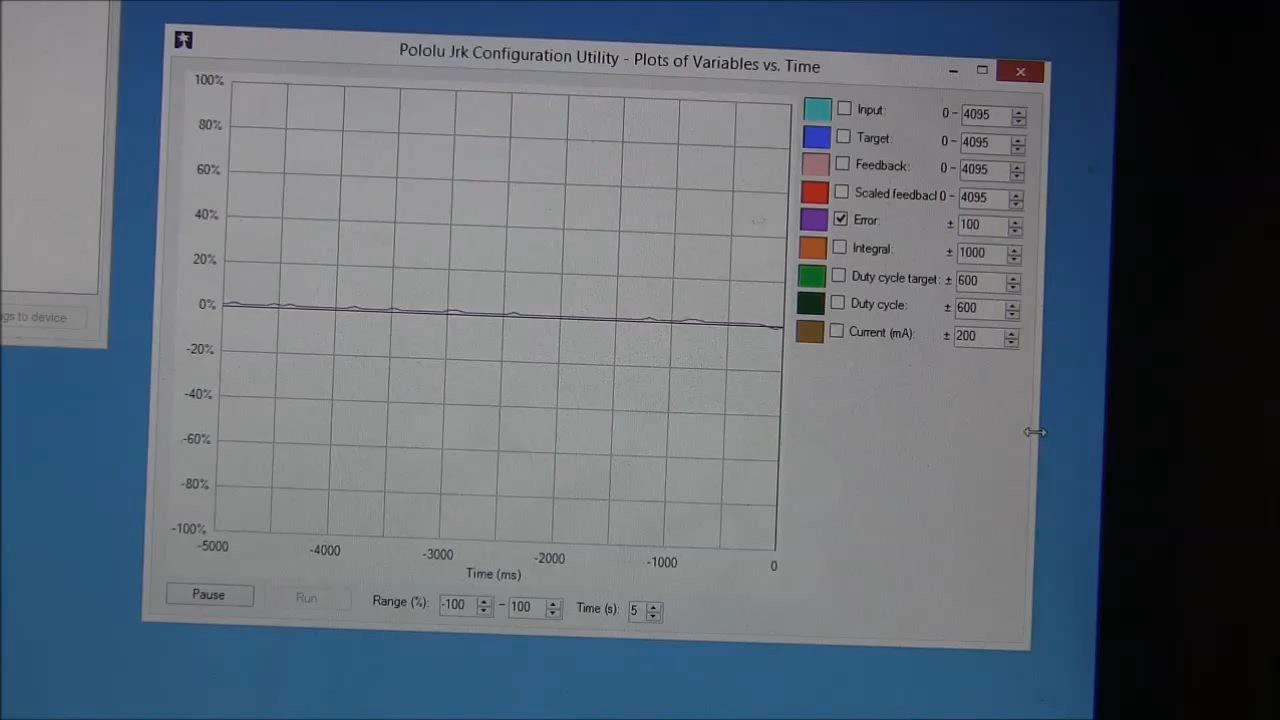 Pololu Jrk Configuration Utility - Plots of Variables vs. Time
100%
80%
60%
40%
20%
0%
-20%
-40%
-60%
-80%
-100%
-5000 -4000 -3000 -2000 -1000 0
Time (ms)
Input: 0 - 4095
Target: 0 - 4095
Feedback: 0 - 4095
Scaled feedbacl 0 - 4095
Error: ± 100
Integral: ± 1000
Duty cycle target: ± 600
Duty cycle: ± 600
Current (mA): ± 200
gs to device
Pause Run Range (%): -100 - 100 Time (s): 5